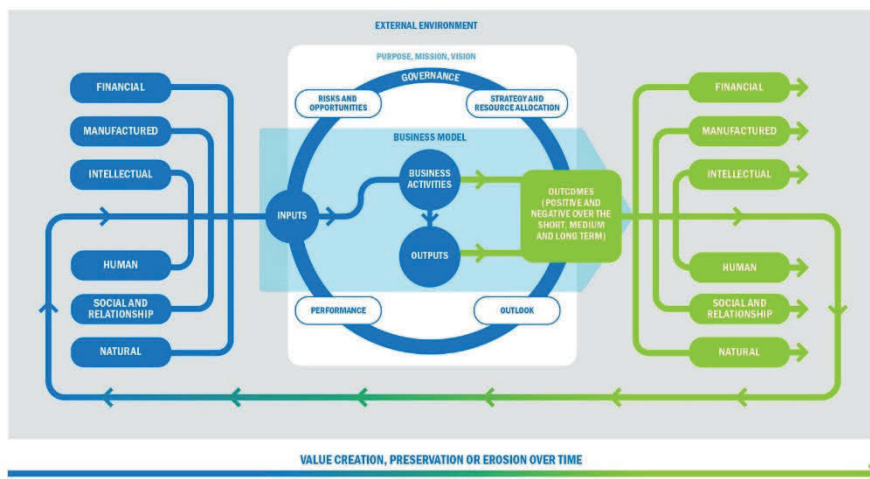 EXTERNAL ENVIRONMENT
PURPOSE, MISSION, VISION
GOVERNANCE
RISKS AND
OPPORTUNITIES
STRATEGY AND
RESOURCE ALLOCATION
FINANCIAL
MANUFACTURED
INTELLECTUAL
HUMAN
SOCIAL AND
RELATIONSHIP
NATURAL
BUSINESS MODEL
INPUTS
BUSINESS
ACTIVITIES
OUTPUTS
OUTCOMES
(POSITIVE AND
NEGATIVE OVER THE
SHORT, MEDIUM
AND LONG TERM)
PERFORMANCE
OUTLOOK
FINANCIAL
MANUFACTURED
INTELLECTUAL
HUMAN
SOCIAL AND
RELATIONSHIP
NATURAL
VALUE CREATION, PRESERVATION OR EROSION OVER TIME